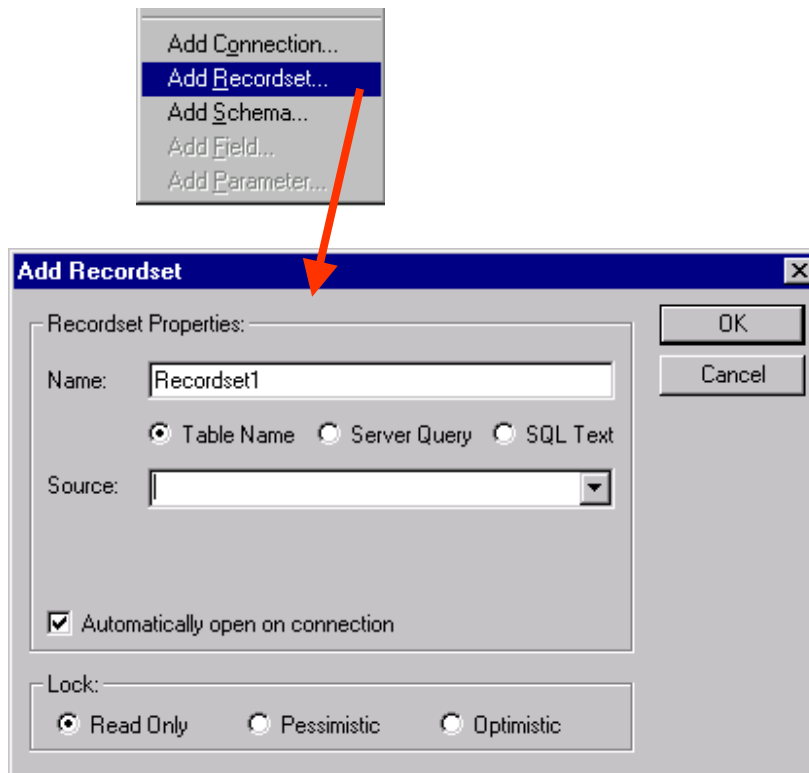 Add Connection...
Add Recordset...
Add Schema...
Add Field...
Add Parameter...
Add Recordset
Recordset Properties:
OK
Name: Recordset1
Cancel
Table Name Server Query SQL Text
Source:
Automatically open on connection
Lock:
Read Only Pessimistic Optimistic